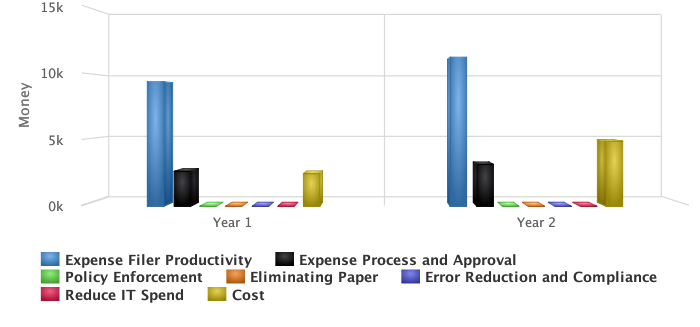 15k
10k
5k
0k
Money
Year 1
Year 2
Expense Filer Productivity
Expense Process and Approval
Policy Enforcement
Eliminating Paper
Error Reduction and Compliance
Reduce IT Spend
Cost